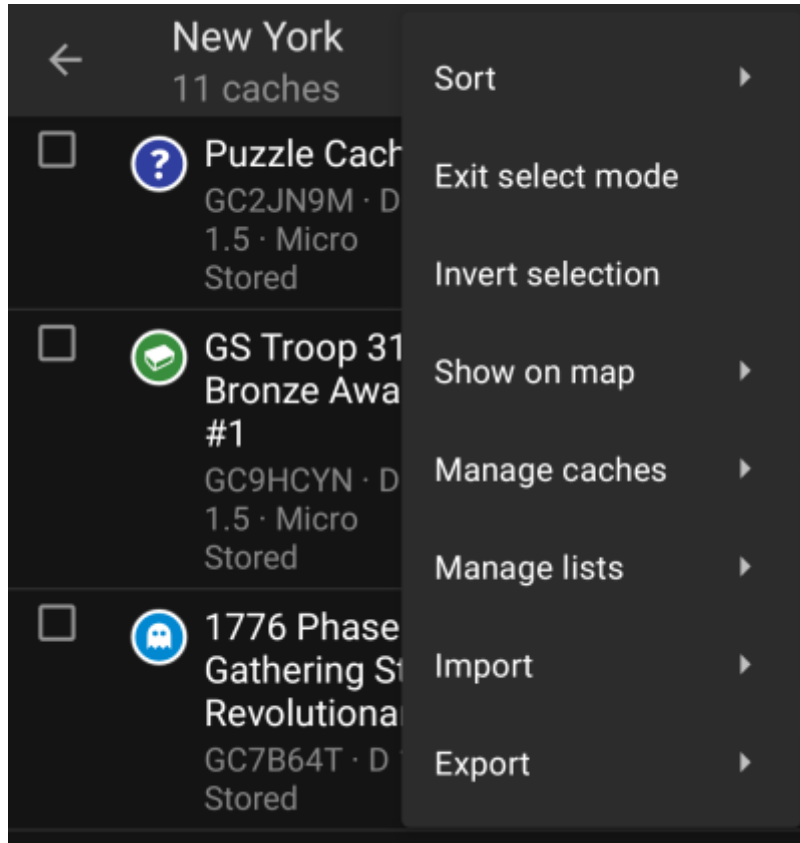 New York
11 caches
Puzzle Cach
GC2JN9M · D
1.5 · Micro
Stored
GS Troop 31
Bronze Awa
#1
GC9HCYN · D
1.5 · Micro
Stored
1776 Phase
Gathering St
Revolutiona
GC7B64T · D
Stored
Sort
Exit select mode
Invert selection
Show on map
Manage caches
Manage lists
Import
Export